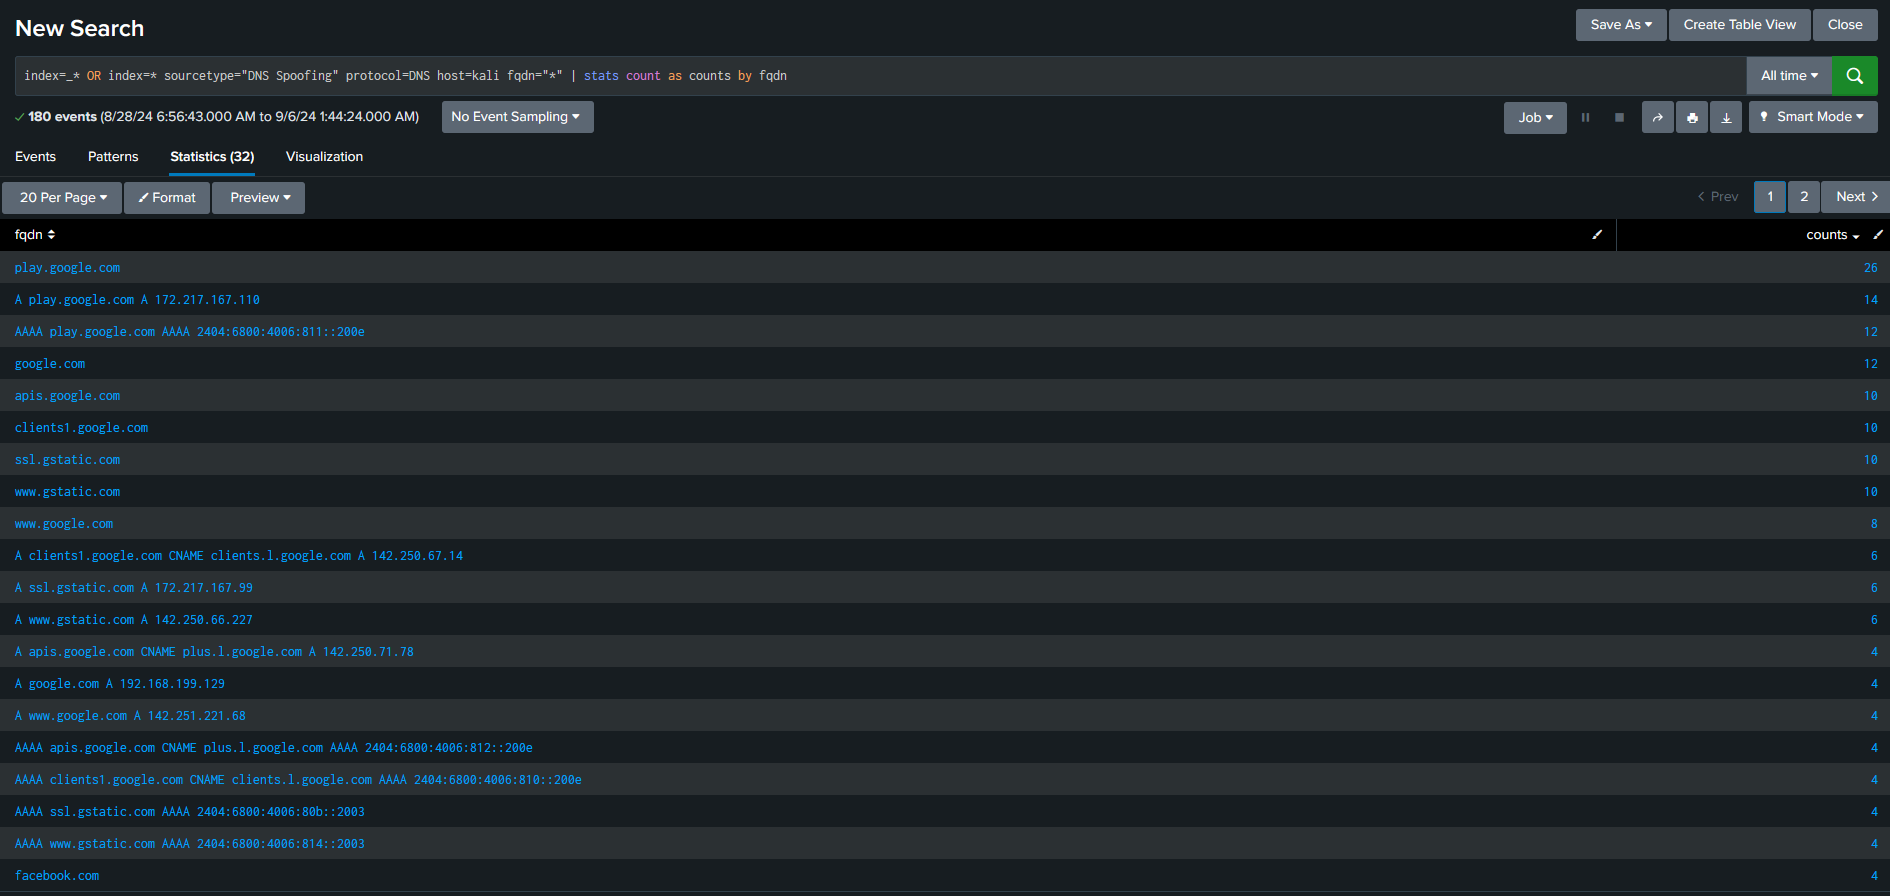 New Search
Save As
Create Table View
Close
index=_* OR index=* sourcetype="DNS Spoofing" protocol=DNS host=kali fqdn="*" | stats count as counts by fqdn
All time
180 events (8/28/24 6:56:43.000 AM to 9/6/24 1:44:24.000 AM)
No Event Sampling
Job
Smart Mode
Events
Patterns
Statistics (32)
Visualization
20 Per Page
Format
Preview
Prev
1
2
Next
fqdn
counts
play.google.com 26
A play.google.com A 172.217.167.110 14
AAAA play.google.com AAAA 2404:6800:4006:811::200e 12
google.com 12
apis.google.com 10
clients1.google.com 10
ssl.gstatic.com 10
www.gstatic.com 10
www.google.com 8
A clients1.google.com CNAME clients.l.google.com A 142.250.67.14 6
A ssl.gstatic.com A 172.217.167.99 6
A www.gstatic.com A 142.250.66.227 6
A apis.google.com CNAME plus.l.google.com A 142.250.71.78 4
A google.com A 192.168.199.129 4
A www.google.com A 142.251.221.68 4
AAAA apis.google.com CNAME plus.l.google.com AAAA 2404:6800:4006:812::200e 4
AAAA clients1.google.com CNAME clients.l.google.com AAAA 2404:6800:4006:810::200e 4
AAAA ssl.gstatic.com AAAA 2404:6800:4006:80b::2003 4
AAAA www.gstatic.com AAAA 2404:6800:4006:814::2003 4
facebook.com 4